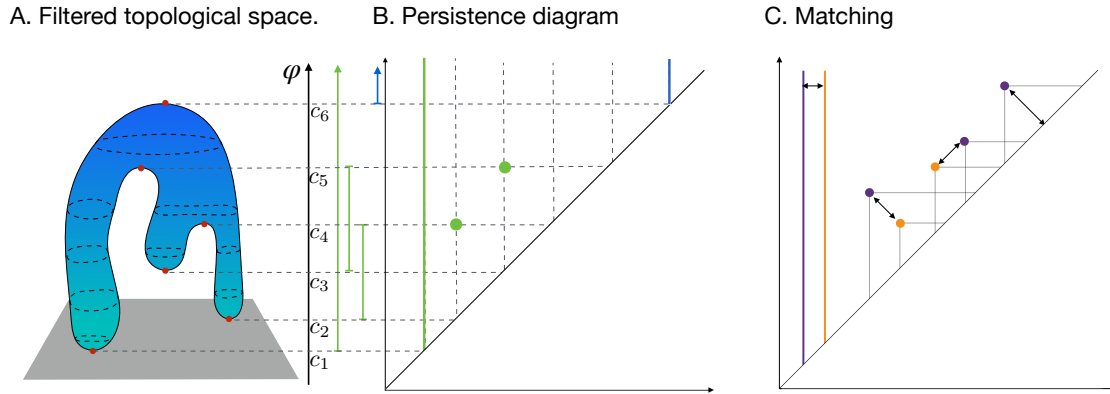 A. Filtered topological space.
B. Persistence diagram
C. Matching
φ
c₆
c₅
c₄
c₃
c₂
c₁